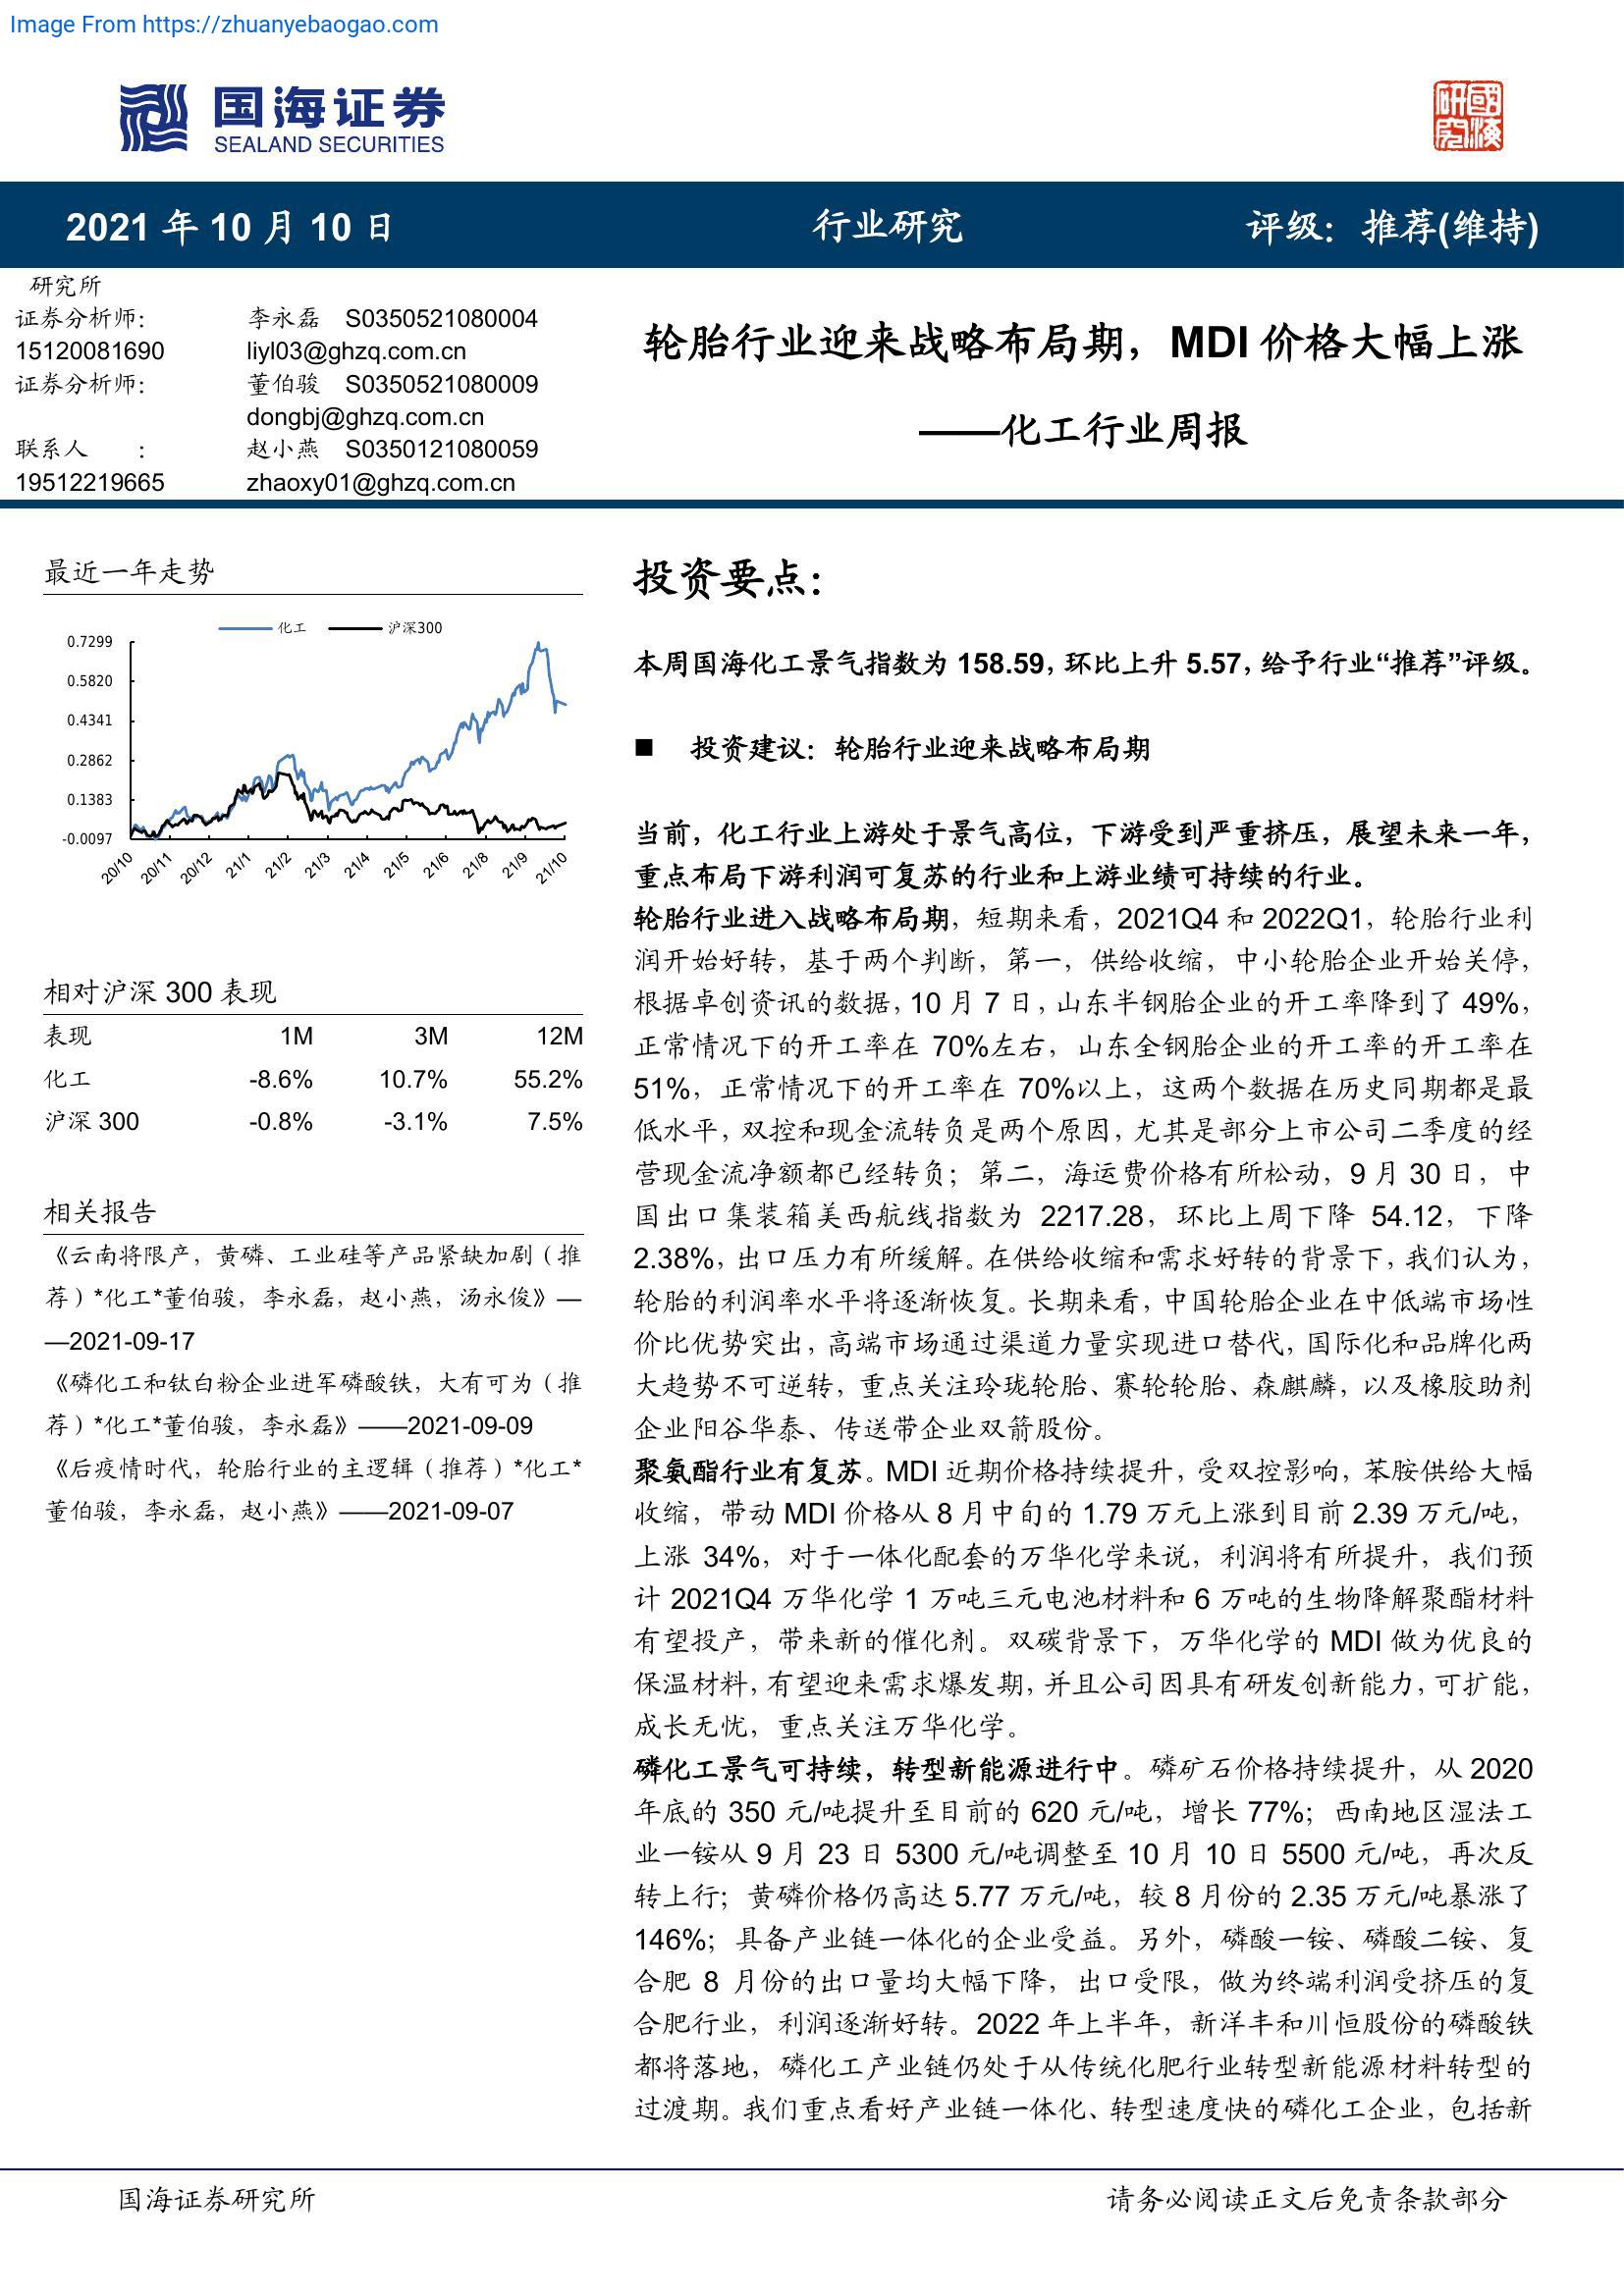 Image From https://zhuanyebaogao.com
国海证券
SEALAND SECURITIES
研國
究海
2021 年 10 月 10 日
行业研究
评级：推荐(维持)
研究所
证券分析师： 李永磊 S0350521080004
15120081690 liyl03@ghzq.com.cn
证券分析师： 董伯骏 S0350521080009
dongbj@ghzq.com.cn
联系人 ： 赵小燕 S0350121080059
19512219665 zhaoxy01@ghzq.com.cn
轮胎行业迎来战略布局期，MDI 价格大幅上涨
——化工行业周报
最近一年走势
化工 沪深300
0.7299
0.5820
0.4341
0.2862
0.1383
-0.0097
20/10 20/11 20/12 21/1 21/2 21/3 21/4 21/5 21/6 21/8 21/9 21/10
相对沪深 300 表现
表现 1M 3M 12M
化工 -8.6% 10.7% 55.2%
沪深 300 -0.8% -3.1% 7.5%
相关报告
《云南将限产，黄磷、工业硅等产品紧缺加剧（推
荐）*化工*董伯骏，李永磊，赵小燕，汤永俊》—
—2021-09-17
《磷化工和钛白粉企业进军磷酸铁，大有可为（推
荐）*化工*董伯骏，李永磊》——2021-09-09
《后疫情时代，轮胎行业的主逻辑（推荐）*化工*
董伯骏，李永磊，赵小燕》——2021-09-07
投资要点：
本周国海化工景气指数为 158.59，环比上升 5.57，给予行业“推荐”评级。
■ 投资建议：轮胎行业迎来战略布局期
当前，化工行业上游处于景气高位，下游受到严重挤压，展望未来一年，
重点布局下游利润可复苏的行业和上游业绩可持续的行业。
轮胎行业进入战略布局期，短期来看，2021Q4 和 2022Q1，轮胎行业利
润开始好转，基于两个判断，第一，供给收缩，中小轮胎企业开始关停，
根据卓创资讯的数据，10 月 7 日，山东半钢胎企业的开工率降到了 49%，
正常情况下的开工率在 70%左右，山东全钢胎企业的开工率的开工率在
51%，正常情况下的开工率在 70%以上，这两个数据在历史同期都是最
低水平，双控和现金流转负是两个原因，尤其是部分上市公司二季度的经
营现金流净额都已经转负；第二，海运费价格有所松动，9 月 30 日，中
国出口集装箱美西航线指数为 2217.28，环比上周下降 54.12，下降
2.38%，出口压力有所缓解。在供给收缩和需求好转的背景下，我们认为，
轮胎的利润率水平将逐渐恢复。长期来看，中国轮胎企业在中低端市场性
价比优势突出，高端市场通过渠道力量实现进口替代，国际化和品牌化两
大趋势不可逆转，重点关注玲珑轮胎、赛轮轮胎、森麒麟，以及橡胶助剂
企业阳谷华泰、传送带企业双箭股份。
聚氨酯行业有复苏。MDI 近期价格持续提升，受双控影响，苯胺供给大幅
收缩，带动 MDI 价格从 8 月中旬的 1.79 万元上涨到目前 2.39 万元/吨，
上涨 34%，对于一体化配套的万华化学来说，利润将有所提升，我们预
计 2021Q4 万华化学 1 万吨三元电池材料和 6 万吨的生物降解聚酯材料
有望投产，带来新的催化剂。双碳背景下，万华化学的 MDI 做为优良的
保温材料，有望迎来需求爆发期，并且公司因具有研发创新能力，可扩能，
成长无忧，重点关注万华化学。
磷化工景气可持续，转型新能源进行中。磷矿石价格持续提升，从 2020
年底的 350 元/吨提升至目前的 620 元/吨，增长 77%；西南地区湿法工
业一铵从 9 月 23 日 5300 元/吨调整至 10 月 10 日 5500 元/吨，再次反
转上行；黄磷价格仍高达 5.77 万元/吨，较 8 月份的 2.35 万元/吨暴涨了
146%；具备产业链一体化的企业受益。另外，磷酸一铵、磷酸二铵、复
合肥 8 月份的出口量均大幅下降，出口受限，做为终端利润受挤压的复
合肥行业，利润逐渐好转。2022 年上半年，新洋丰和川恒股份的磷酸铁
都将落地，磷化工产业链仍处于从传统化肥行业转型新能源材料转型的
过渡期。我们重点看好产业链一体化、转型速度快的磷化工企业，包括新
国海证券研究所
请务必阅读正文后免责条款部分